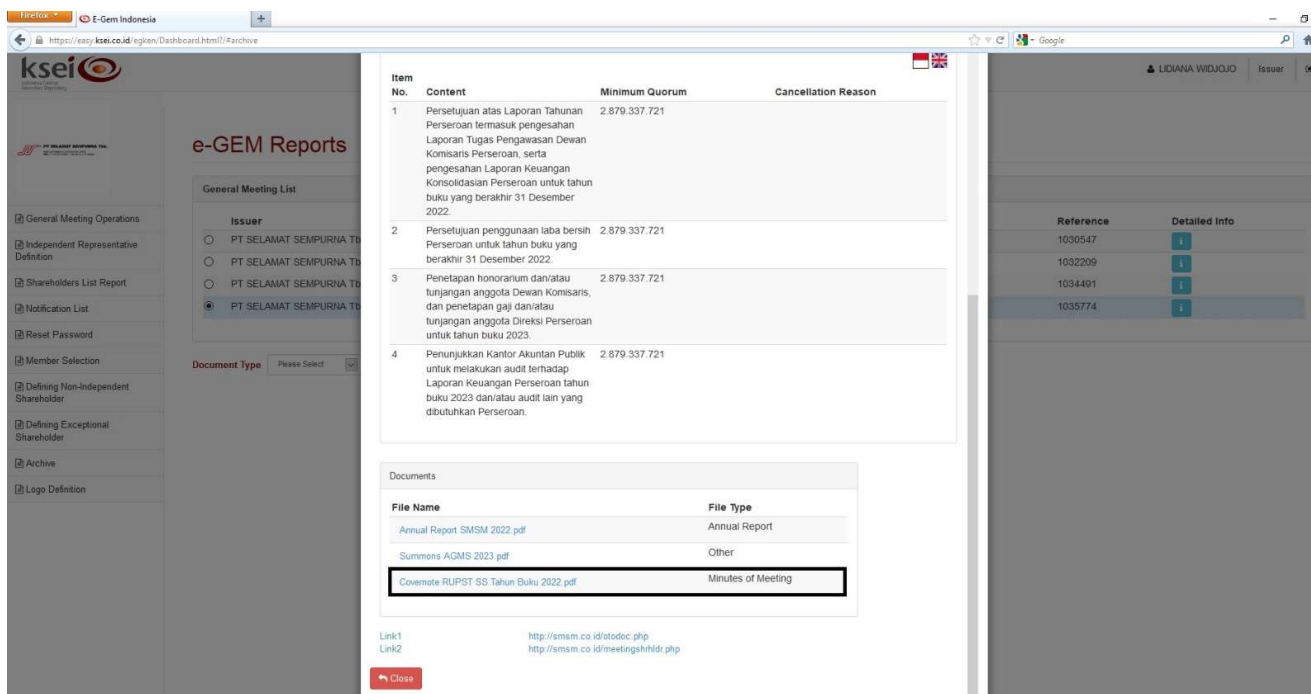 Firefox
E-Gem Indonesia
https://easy.ksei.co.id/egken/Dashboard.html?/#archive
Google
ksei
LIDIANA WIDJOJO
Issuer
PT SELAMAT SEMPURNA Tbk.
e-GEM Reports
General Meeting Operations
Independent Representative
Definition
Shareholders List Report
Notification List
Reset Password
Member Selection
Defining Non-Independent
Shareholder
Defining Exceptional
Shareholder
Archive
Logo Definition
General Meeting List
Issuer
PT SELAMAT SEMPURNA Tb
PT SELAMAT SEMPURNA Tb
PT SELAMAT SEMPURNA Tb
PT SELAMAT SEMPURNA Tb
Document Type
Please Select
Item
No. Content Minimum Quorum Cancellation Reason
1 Persetujuan atas Laporan Tahunan 2.879.337.721
Perseroan termasuk pengesahan
Laporan Tugas Pengawasan Dewan
Komisaris Perseroan, serta
pengesahan Laporan Keuangan
Konsolidasian Perseroan untuk tahun
buku yang berakhir 31 Desember
2022.
2 Persetujuan penggunaan laba bersih 2.879.337.721
Perseroan untuk tahun buku yang
berakhir 31 Desember 2022.
3 Penetapan honorarium dan/atau 2.879.337.721
tunjangan anggota Dewan Komisaris,
dan penetapan gaji dan/atau
tunjangan anggota Direksi Perseroan
untuk tahun buku 2023.
4 Penunjukkan Kantor Akuntan Publik 2.879.337.721
untuk melakukan audit terhadap
Laporan Keuangan Perseroan tahun
buku 2023 dan/atau audit lain yang
dibutuhkan Perseroan.
Reference Detailed Info
1030547
1032209
1034491
1035774
Documents
File Name File Type
Annual Report SMSM 2022.pdf Annual Report
Summons AGMS 2023.pdf Other
Covernote RUPST SS Tahun Buku 2022.pdf Minutes of Meeting
Link1 http://smsm.co.id/otodoc.php
Link2 http://smsm.co.id/meetingshrhldr.php
Close